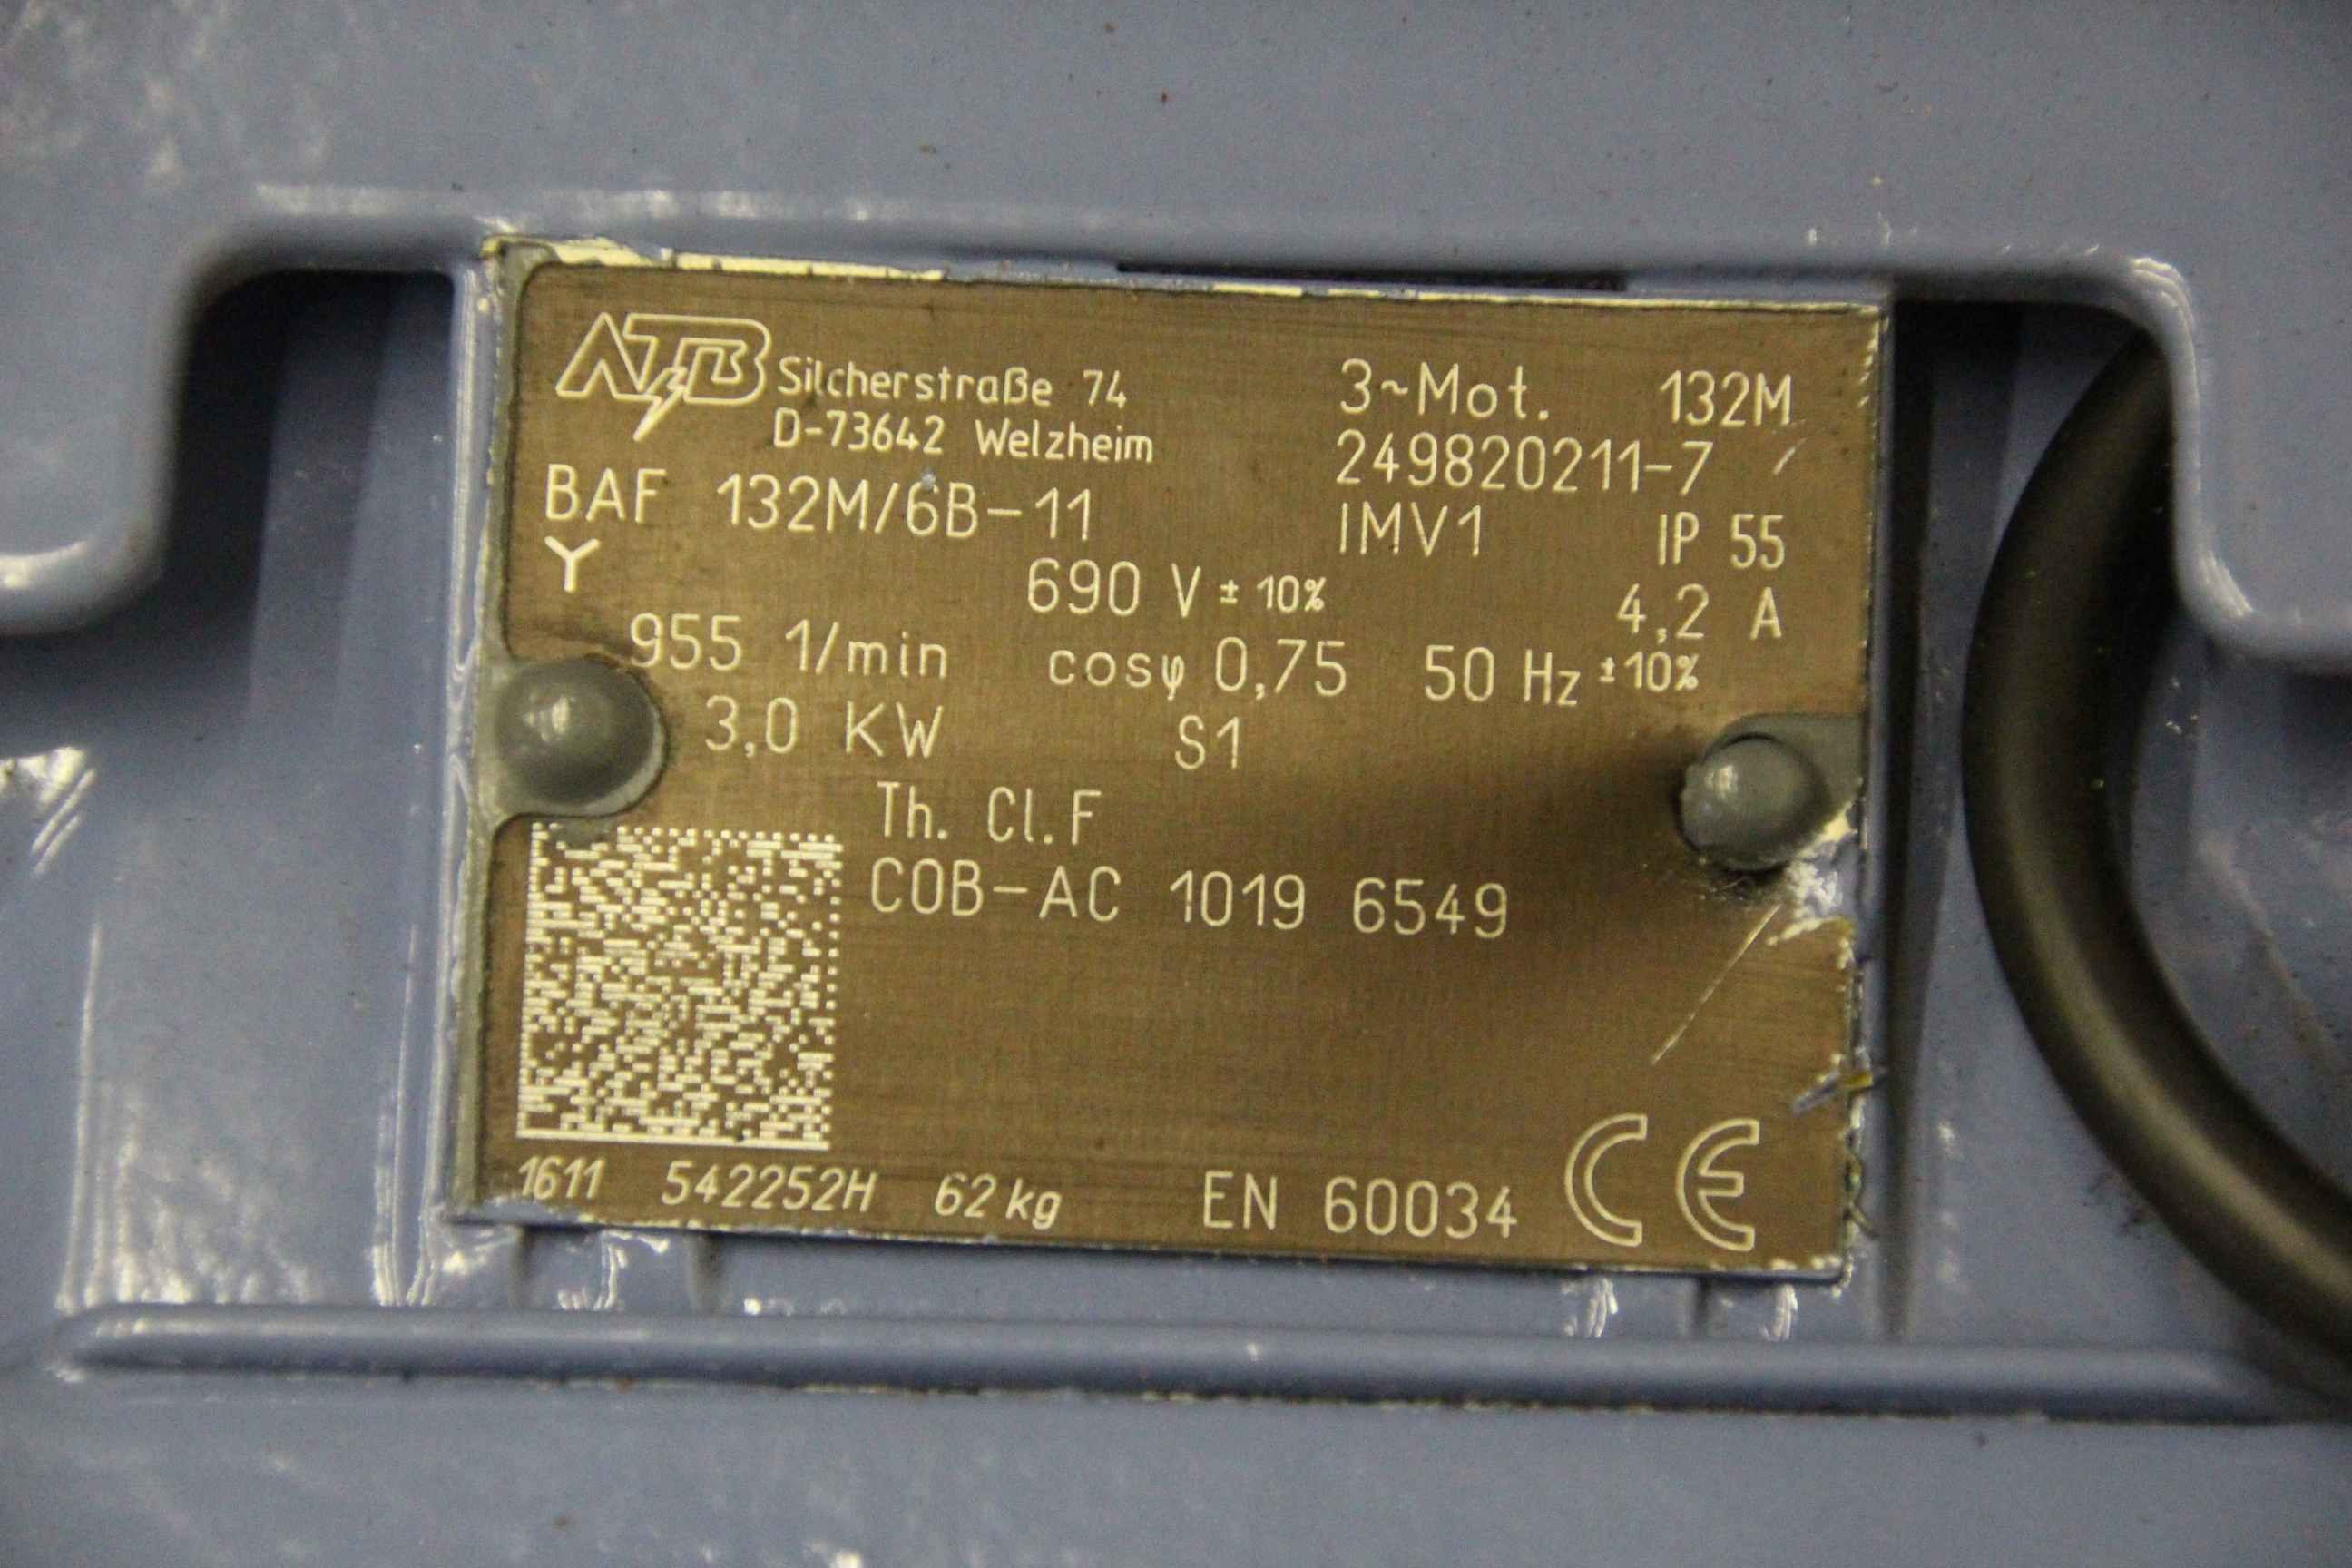 ATB Silcherstraße 74
D-73642 Welzheim
3~Mot. 132M
249820211-7
BAF 132M/6B-11 IMV1 IP 55
Y 690 V ± 10% 4,2 A
955 1/min cosφ 0,75 50 Hz ±10%
3,0 KW S1
Th. Cl.F
COB-AC 1019 6549
1611 542252H 62 kg EN 60034 CE